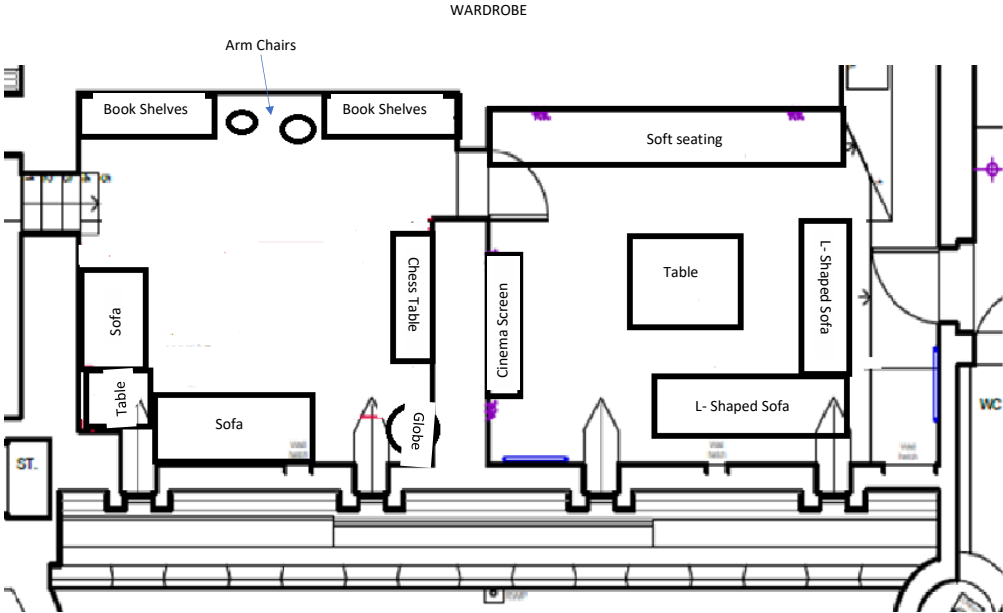 WARDROBE
Arm Chairs
Book Shelves
Book Shelves
Soft seating
Chess Table
Table
L- Shaped Sofa
Sofa
Cinema Screen
Table
Sofa
L- Shaped Sofa
Globe
WC
ST.